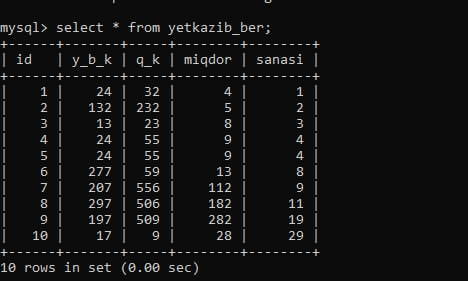 mysql> select * from yetkazib_ber;
+------+-------+------+--------+--------+
| id | y_b_k | q_k | miqdor | sanasi |
+------+-------+------+--------+--------+
| 1 | 24 | 32 | 4 | 1 |
| 2 | 132 | 232 | 5 | 2 |
| 3 | 13 | 23 | 8 | 3 |
| 4 | 24 | 55 | 9 | 4 |
| 5 | 24 | 55 | 9 | 4 |
| 6 | 277 | 59 | 13 | 8 |
| 7 | 207 | 556 | 112 | 9 |
| 8 | 297 | 506 | 182 | 11 |
| 9 | 197 | 509 | 282 | 19 |
| 10 | 17 | 9 | 28 | 29 |
+------+-------+------+--------+--------+
10 rows in set (0.00 sec)